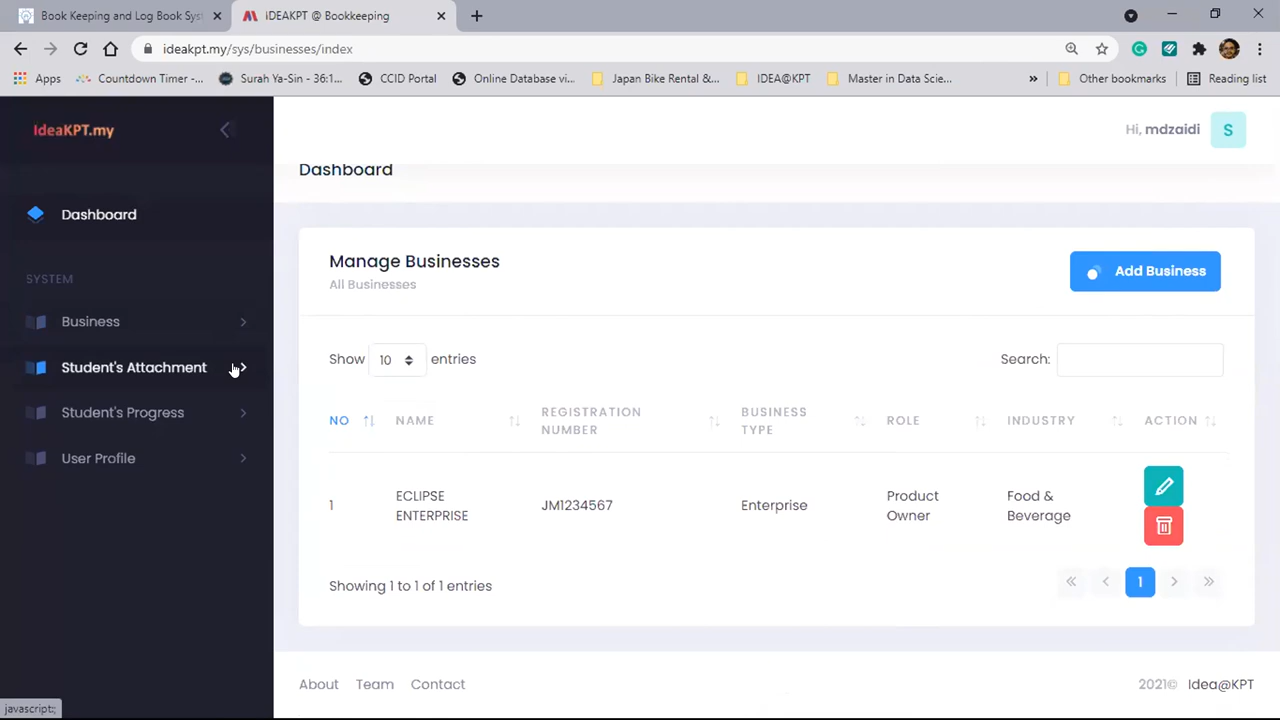 Book Keeping and Log Book Sys
iDEAKPT @ Bookkeeping
ideakpt.my/sys/businesses/index
Apps
Countdown Timer -...
Surah Ya-Sin - 36:1...
CCID Portal
Online Database vi...
Japan Bike Rental &...
IDEA@KPT
Master in Data Scie...
»
Other bookmarks
Reading list
IdeaKPT.my
Hi, mdzaidi
S
Dashboard
Dashboard
SYSTEM
Business
Student's Attachment
Student's Progress
User Profile
Manage Businesses
All Businesses
Add Business
Show 10 entries
Search:
NO
NAME
REGISTRATION
NUMBER
BUSINESS
TYPE
ROLE
INDUSTRY
ACTION
1
ECLIPSE
ENTERPRISE
JM1234567
Enterprise
Product
Owner
Food &
Beverage
Showing 1 to 1 of 1 entries
« ‹ 1 › »
About Team Contact
2021© Idea@KPT
javascript:;